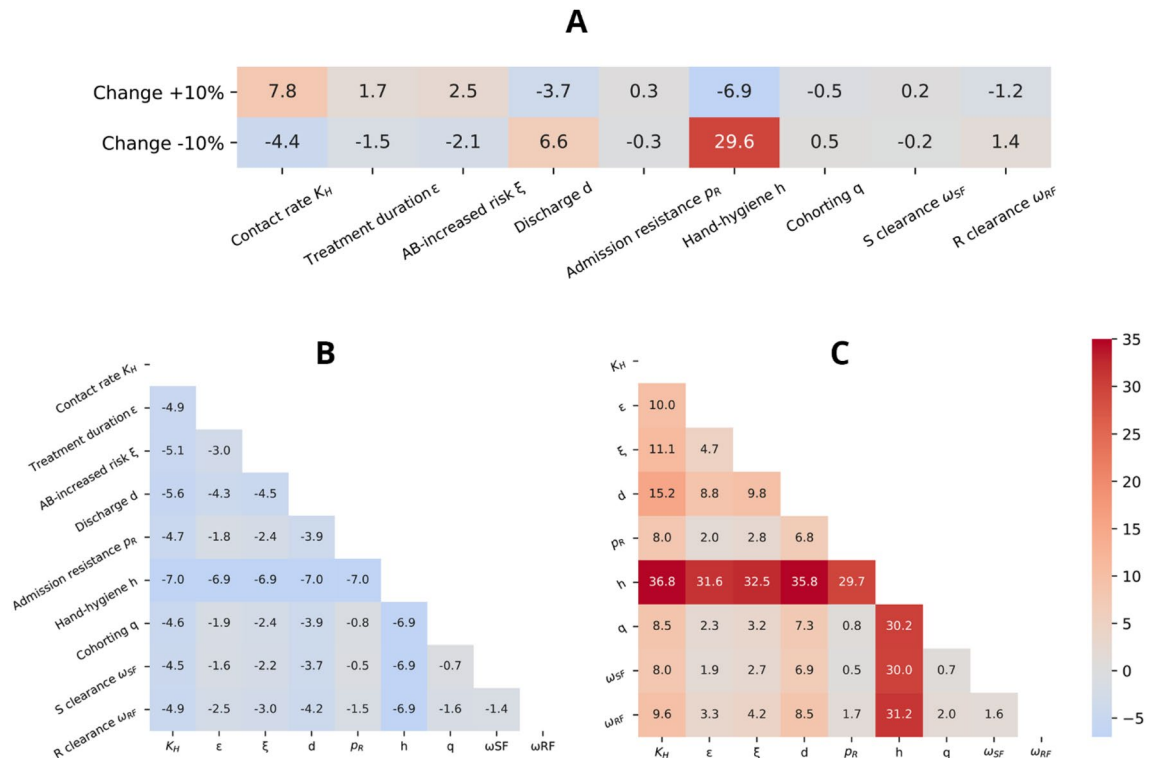 A
Change +10% 7.8 1.7 2.5 -3.7 0.3 -6.9 -0.5 0.2 -1.2
Change -10% -4.4 -1.5 -2.1 6.6 -0.3 29.6 0.5 -0.2 1.4
Contact rate K_H Treatment duration ε AB-increased risk ξ Discharge d Admission resistance p_R Hand-hygiene h Cohorting q S clearance ω_SF R clearance ω_RF
B
Contact rate K_H
Treatment duration ε -4.9
AB-increased risk ξ -5.1 -3.0
Discharge d -5.6 -4.3 -4.5
Admission resistance p_R -4.7 -1.8 -2.4 -3.9
Hand-hygiene h -7.0 -6.9 -6.9 -7.0 -7.0
Cohorting q -4.6 -1.9 -2.4 -3.9 -0.8 -6.9
S clearance ω_SF -4.5 -1.6 -2.2 -3.7 -0.5 -6.9 -0.7
R clearance ω_RF -4.9 -2.5 -3.0 -4.2 -1.5 -6.9 -1.6 -1.4
K_H ε ξ d p_R h q ωSF ωRF
C
K_H
ε 10.0
ξ 11.1 4.7
d 15.2 8.8 9.8
p_R 8.0 2.0 2.8 6.8
h 36.8 31.6 32.5 35.8 29.7
q 8.5 2.3 3.2 7.3 0.8 30.2
ω_SF 8.0 1.9 2.7 6.9 0.5 30.0 0.7
ω_RF 9.6 3.3 4.2 8.5 1.7 31.2 2.0 1.6
K_H ε ξ d p_R h q ω_SF ω_RF
35
30
25
20
15
10
5
0
−5